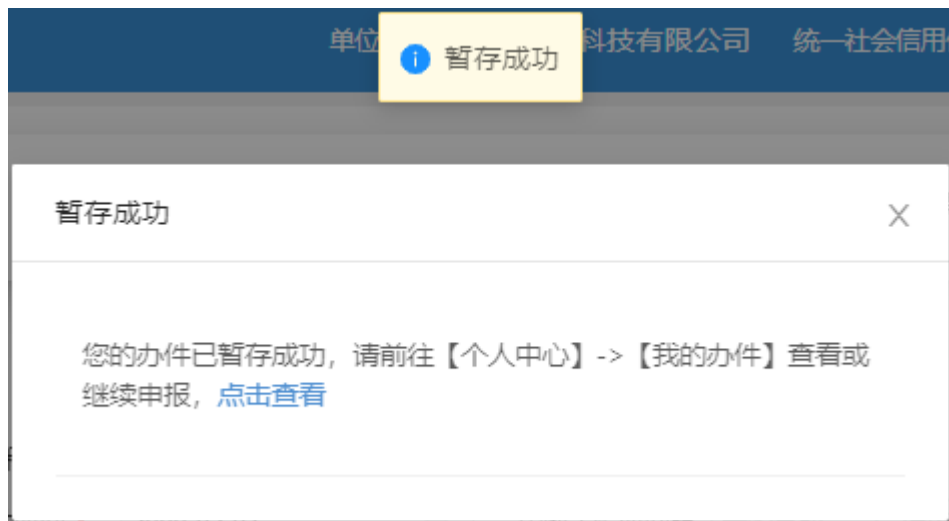 单位
科技有限公司
统一社会信用
暂存成功
暂存成功
您的办件已暂存成功，请前往【个人中心】->【我的办件】查看或
继续申报，点击查看